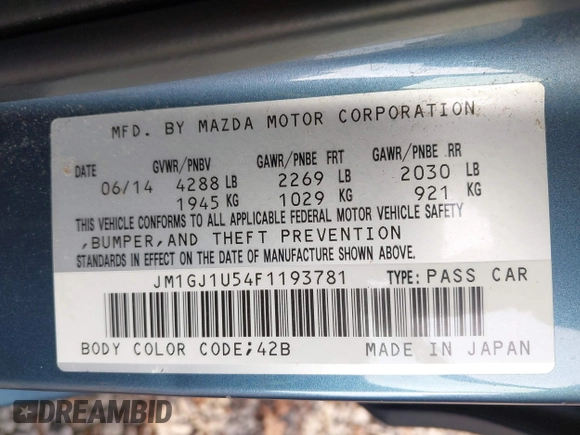 MFD. BY MAZDA MOTOR CORPORATION
DATE GVWR/PNBV GAWR/PNBE FRT GAWR/PNBE RR
06/14 4288 LB 2269 LB 2030 LB
1945 KG 1029 KG 921 KG
THIS VEHICLE CONFORMS TO ALL APPLICABLE FEDERAL MOTOR VEHICLE SAFETY
,BUMPER,AND THEFT PREVENTION
STANDARDS IN EFFECT ON THE DATE OF MANUFACTURE SHOWN ABOVE.
JM1GJ1U54F1193781 TYPE: PASS CAR
BODY COLOR CODE;42B MADE IN JAPAN
DREAMBID